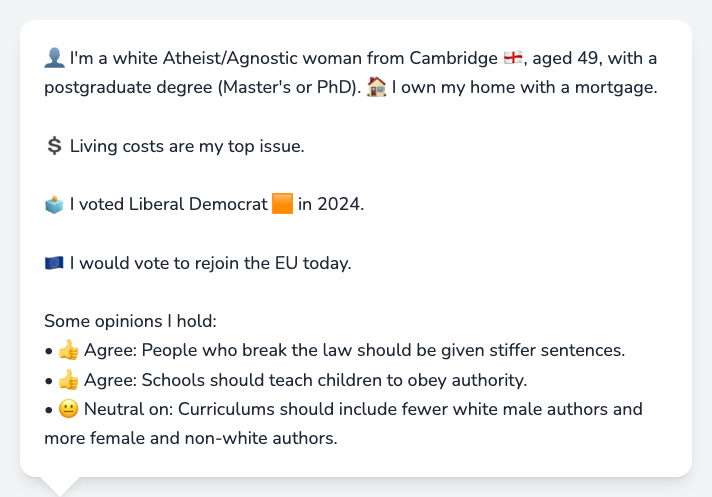 👤 I'm a white Atheist/Agnostic woman from Cambridge 🏴󠁧󠁢󠁥󠁮󠁧󠁿, aged 49, with a
postgraduate degree (Master's or PhD). 🏠 I own my home with a mortgage.
💲 Living costs are my top issue.
🗳️ I voted Liberal Democrat 🟧 in 2024.
🇪🇺 I would vote to rejoin the EU today.
Some opinions I hold:
• 👍 Agree: People who break the law should be given stiffer sentences.
• 👍 Agree: Schools should teach children to obey authority.
• 😐 Neutral on: Curriculums should include fewer white male authors and
more female and non-white authors.